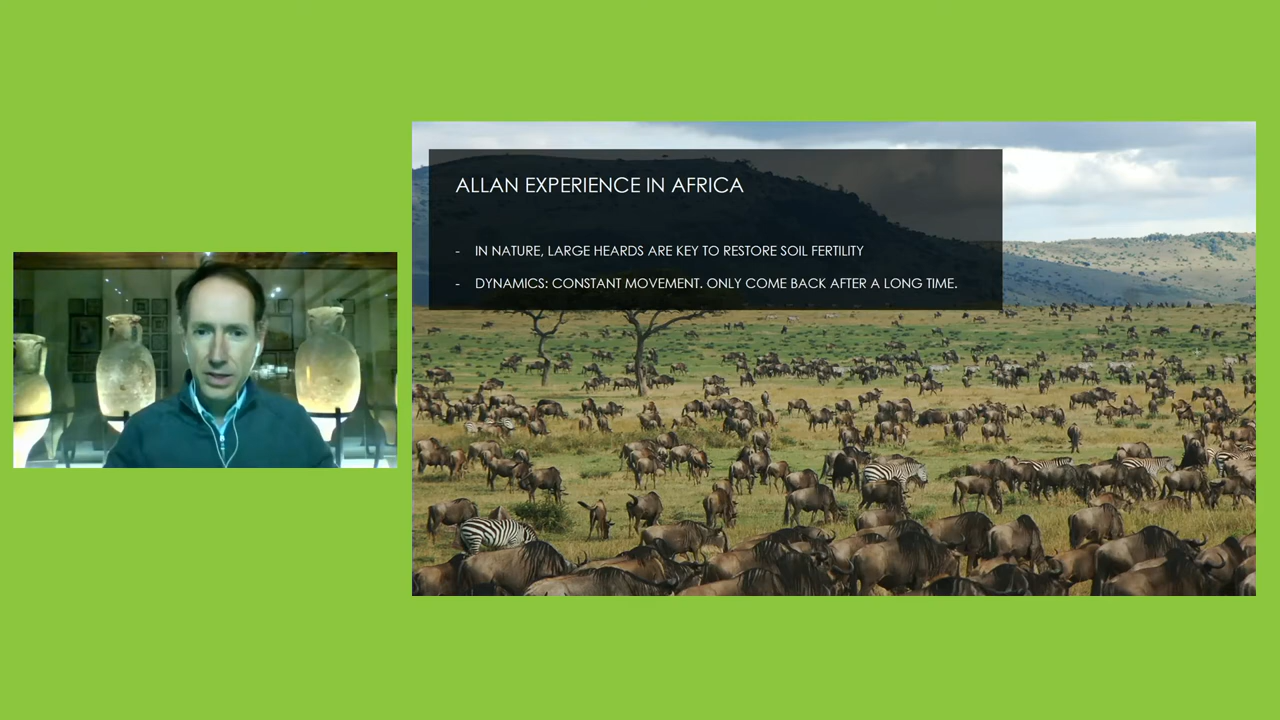 ALLAN EXPERIENCE IN AFRICA
- IN NATURE, LARGE HEARDS ARE KEY TO RESTORE SOIL FERTILITY
- DYNAMICS: CONSTANT MOVEMENT. ONLY COME BACK AFTER A LONG TIME.